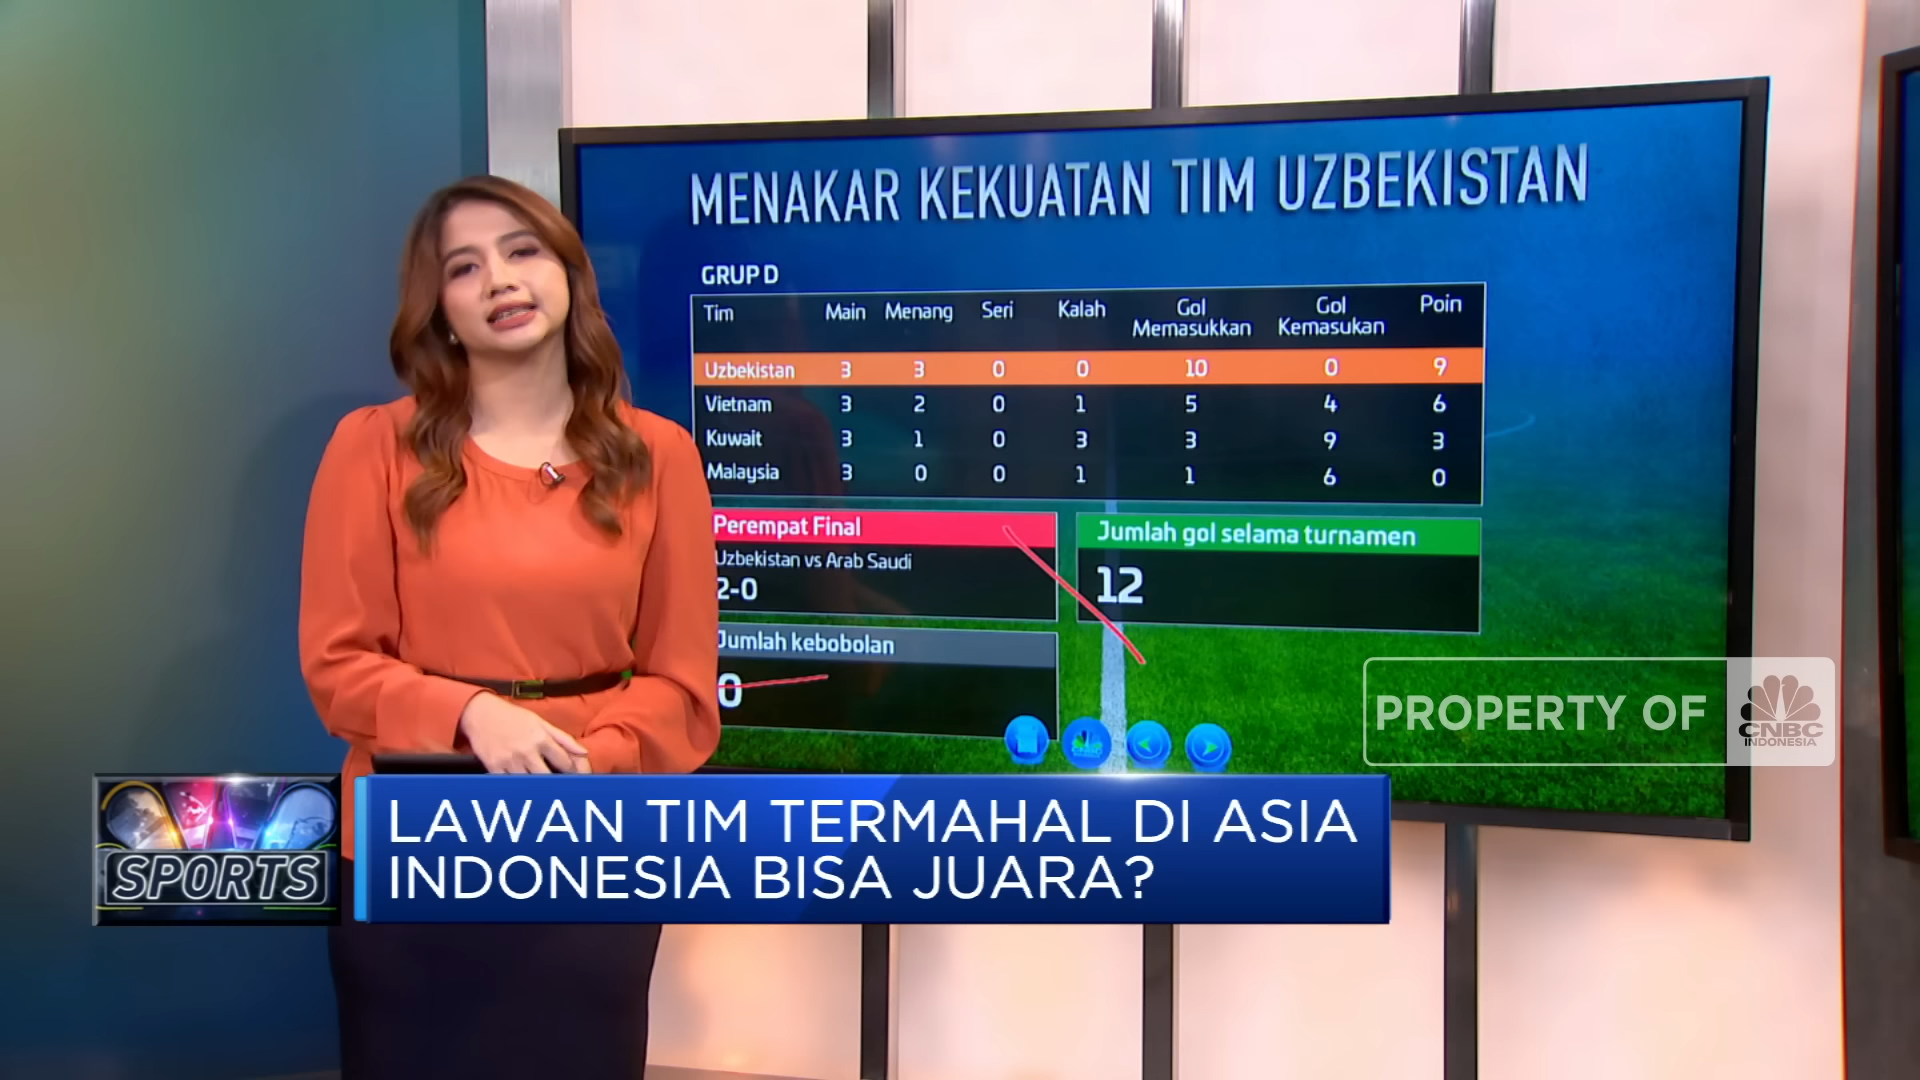 MENAKAR KEKUATAN TIM UZBEKISTAN
GRUP D
Tim Main Menang Seri Kalah Gol Memasukkan Gol Kemasukan Poin
Uzbekistan 3 3 0 0 10 0 9
Vietnam 3 2 0 1 5 4 6
Kuwait 3 1 0 3 3 9 3
Malaysia 3 0 0 1 1 6 0
Perempat Final
Uzbekistan vs Arab Saudi
2-0
Jumlah gol selama turnamen
12
Jumlah kebobolan
0
PROPERTY OF
CNBC
INDONESIA
SPORTS
LAWAN TIM TERMAHAL DI ASIA
INDONESIA BISA JUARA?